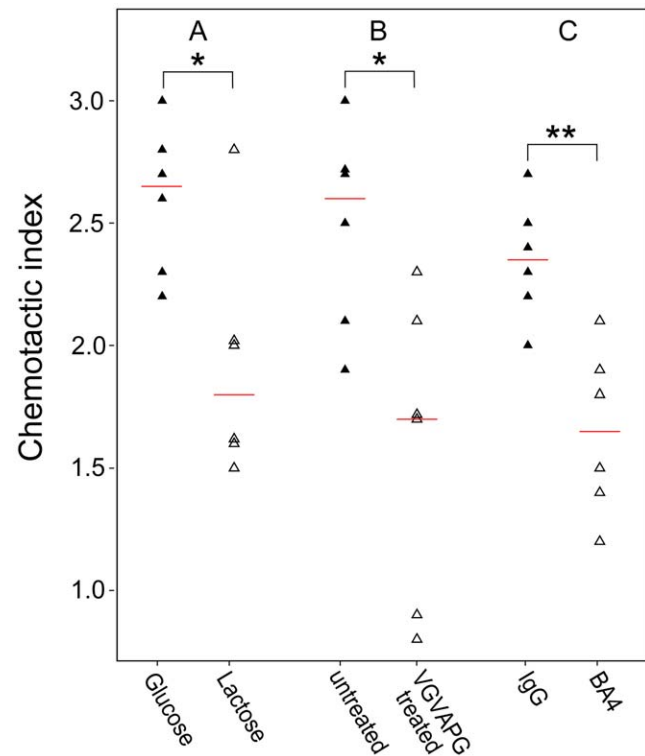 A B C
* * **
3.0
2.5
2.0
1.5
1.0
Chemotactic index
Glucose
Lactose
untreated
VGVAPG
treated
IgG
BA4